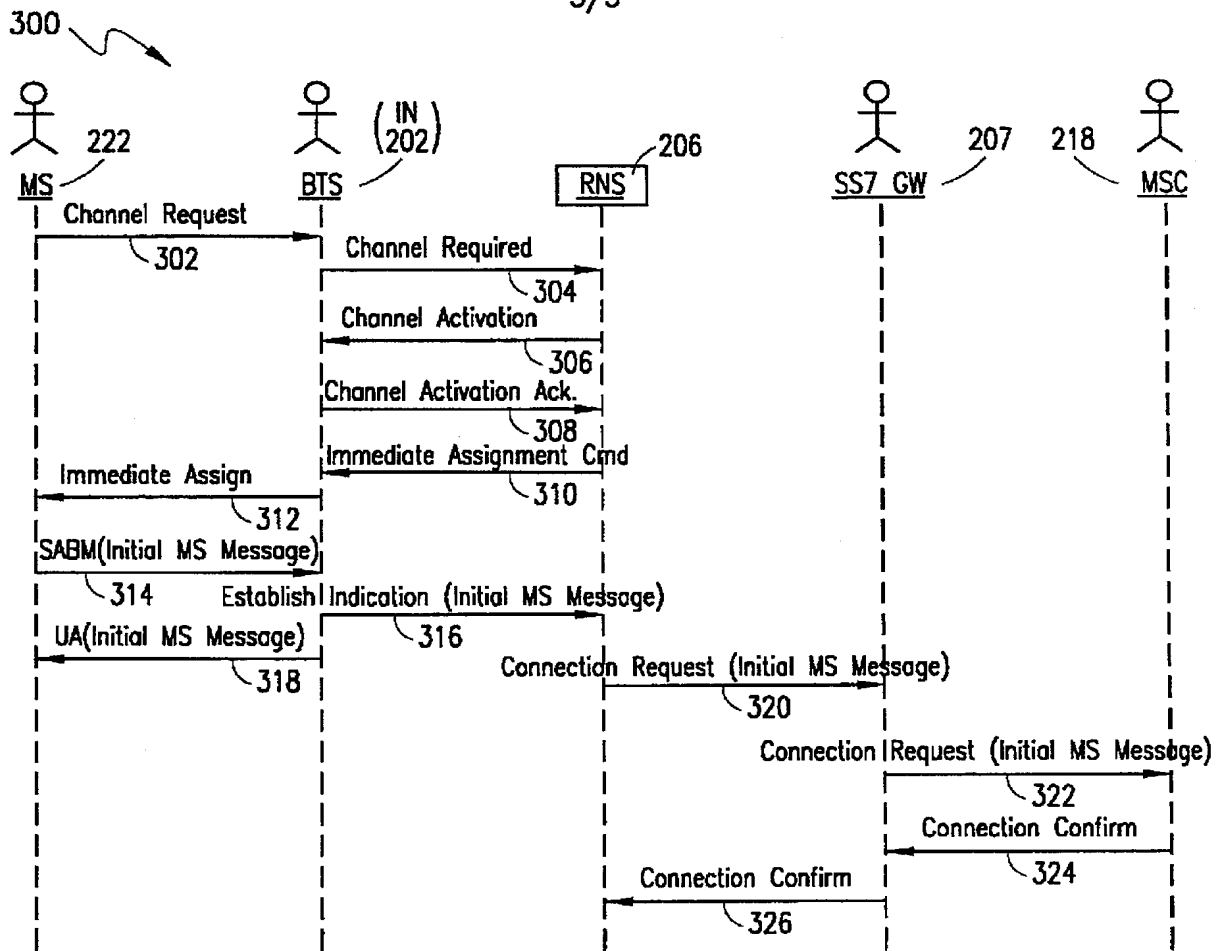 3/3
300
(IN 202)
222
206
207
218
MS
BTS
RNS
SS7 GW
MSC
Channel Request
302
Channel Required
304
Channel Activation
306
Channel Activation Ack.
308
Immediate Assignment Cmd
310
Immediate Assign
312
SABM(Initial MS Message)
314
Establish Indication (Initial MS Message)
316
UA(Initial MS Message)
318
Connection Request (Initial MS Message)
320
Connection Request (Initial MS Message)
322
Connection Confirm
324
Connection Confirm
326